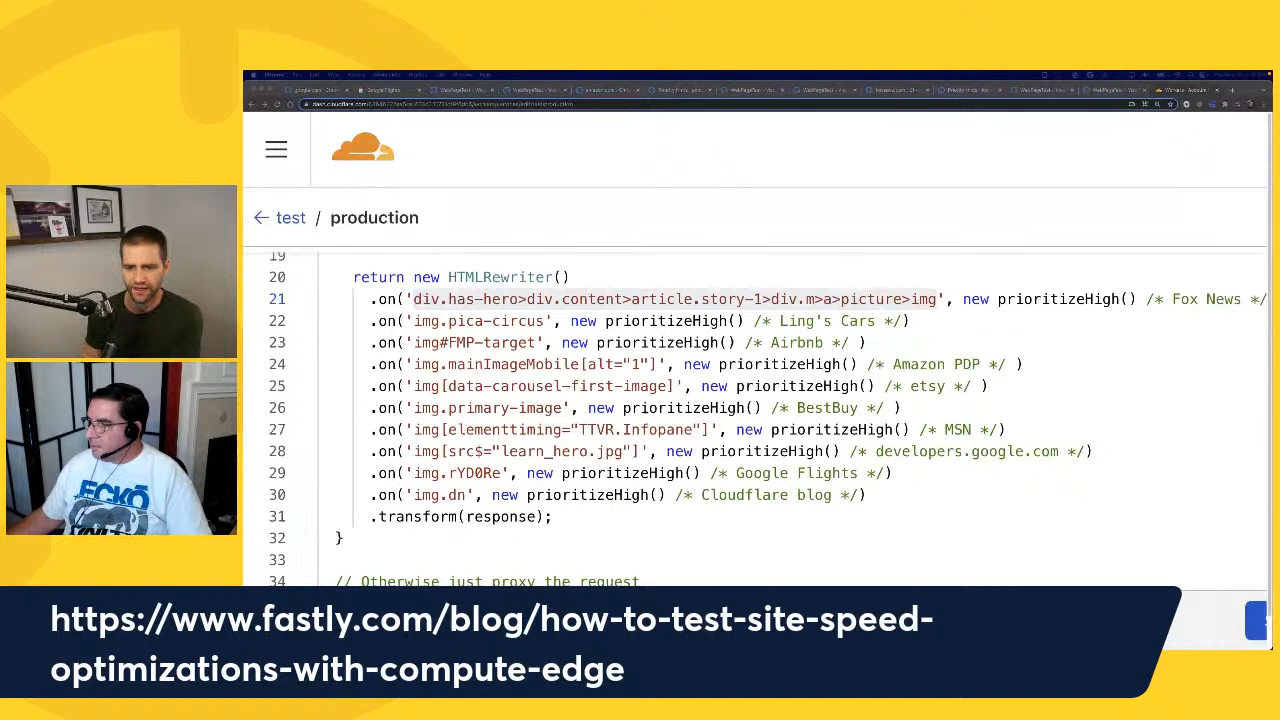 dash.cloudflare.com/
← test / production
19
20 return new HTMLRewriter()
21 .on('div.has-hero>div.content>article.story-1>div.m>a>picture>img', new prioritizeHigh() /* Fox News */
22 .on('img.pica-circus', new prioritizeHigh() /* Ling's Cars */)
23 .on('img#FMP-target', new prioritizeHigh() /* Airbnb */ )
24 .on('img.mainImageMobile[alt="1"]', new prioritizeHigh() /* Amazon PDP */ )
25 .on('img[data-carousel-first-image]', new prioritizeHigh() /* etsy */ )
26 .on('img.primary-image', new prioritizeHigh() /* BestBuy */ )
27 .on('img[elementtiming="TTVR.Infopane"]', new prioritizeHigh() /* MSN */)
28 .on('img[src$="learn_hero.jpg"]', new prioritizeHigh() /* developers.google.com */)
29 .on('img.rYD0Re', new prioritizeHigh() /* Google Flights */)
30 .on('img.dn', new prioritizeHigh() /* Cloudflare blog */)
31 .transform(response);
32 }
33
34 // Otherwise just proxy the request
ECKŌ
https://www.fastly.com/blog/how-to-test-site-speed-
optimizations-with-compute-edge